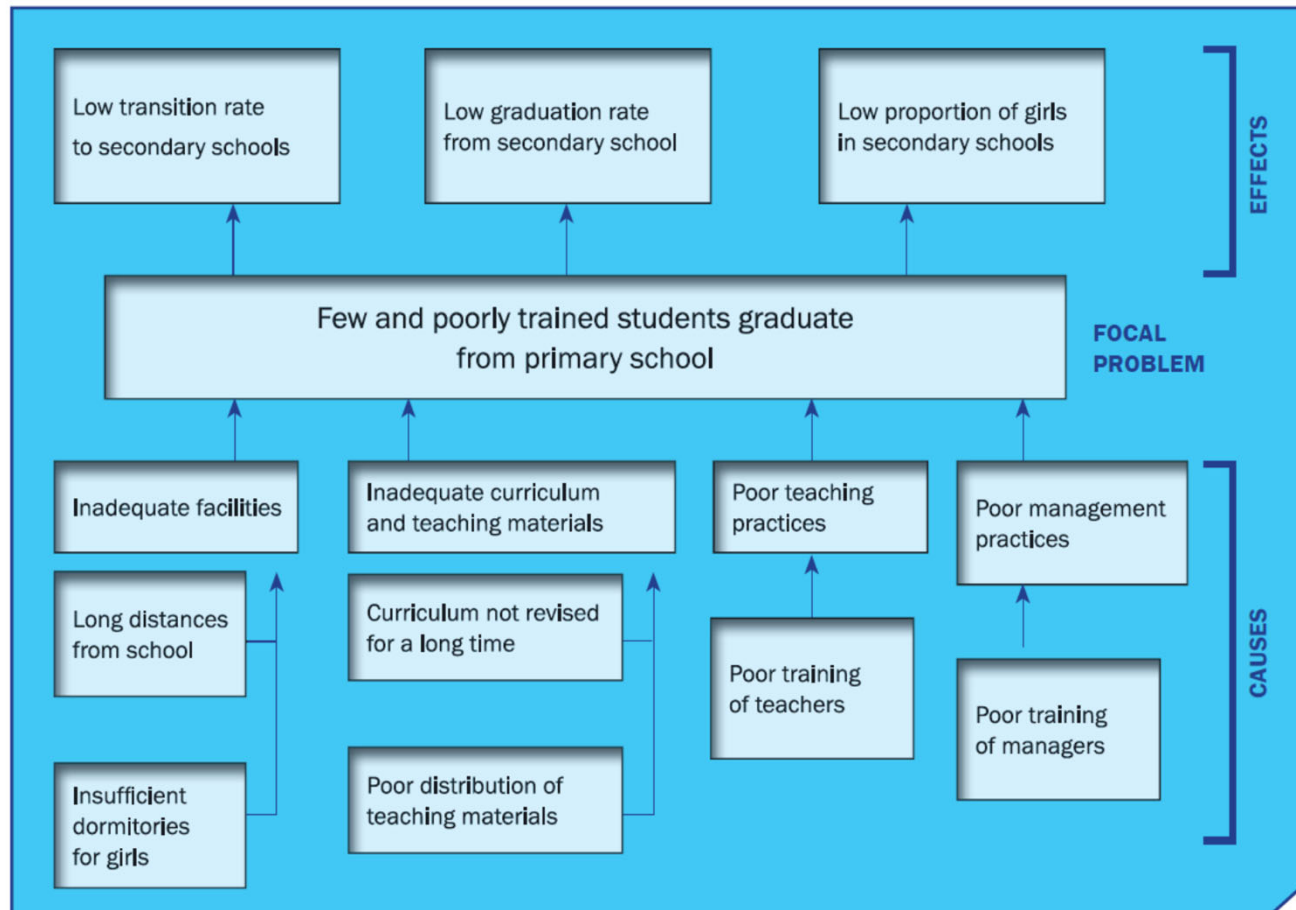 Low transition rate
to secondary schools
Low graduation rate
from secondary school
Low proportion of girls
in secondary schools
EFFECTS
Few and poorly trained students graduate
from primary school
FOCAL
PROBLEM
Inadequate facilities
Inadequate curriculum
and teaching materials
Poor teaching
practices
Poor management
practices
Long distances
from school
Curriculum not revised
for a long time
Poor training
of teachers
Poor training
of managers
Insufficient
dormitories
for girls
Poor distribution of
teaching materials
CAUSES